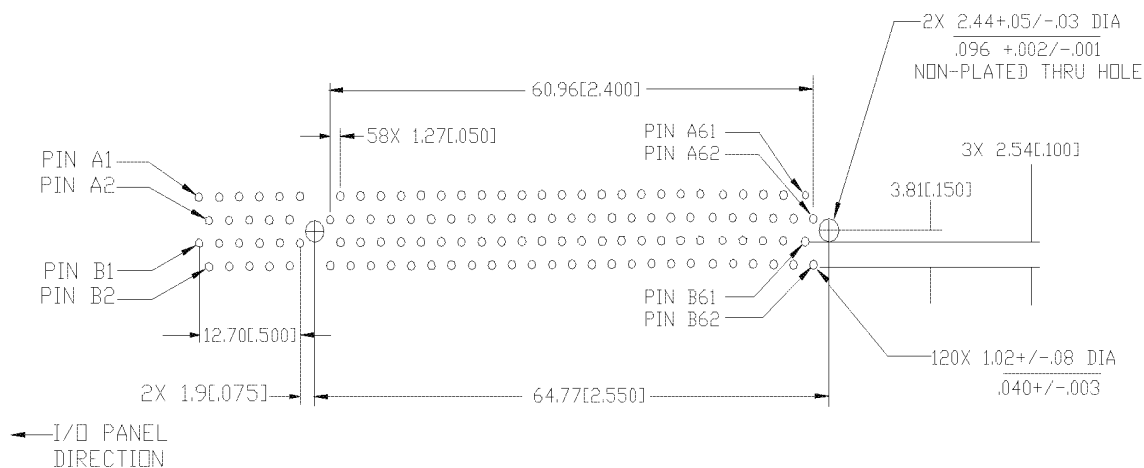 2X 2.44+.05/-.03 DIA
.096 +.002/-.001
NON-PLATED THRU HOLE
60.96[2.400]
58X 1.27[.050]
PIN A61
PIN A62
3X 2.54[.100]
PIN A1
PIN A2
3.81[.150]
PIN B1
PIN B2
PIN B61
PIN B62
12.70[.500]
120X 1.02+/-.08 DIA
.040+/-.003
2X 1.9[.075]
64.77[2.550]
I/O PANEL
DIRECTION